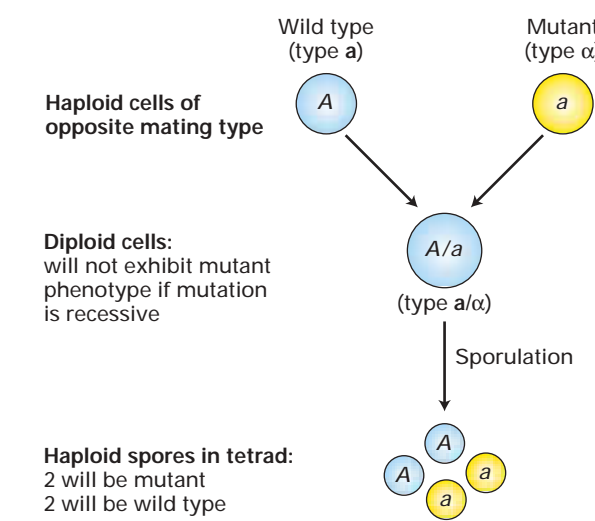 Wild type
(type a)
Mutant
(type α)
A
a
Haploid cells of
opposite mating type
Diploid cells:
will not exhibit mutant
phenotype if mutation
is recessive
A/a
(type a/α)
Sporulation
Haploid spores in tetrad:
2 will be mutant
2 will be wild type
A
A
a
a